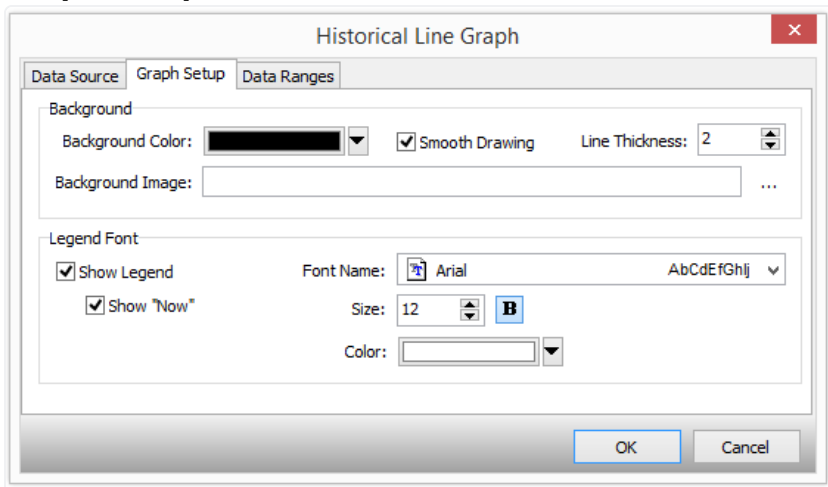 Historical Line Graph
Data Source Graph Setup Data Ranges
Background
Background Color: Smooth Drawing Line Thickness: 2
Background Image: ...
Legend Font
Show Legend Font Name: Arial AbCdEfGhIj
Show "Now" Size: 12 B
Color:
OK Cancel